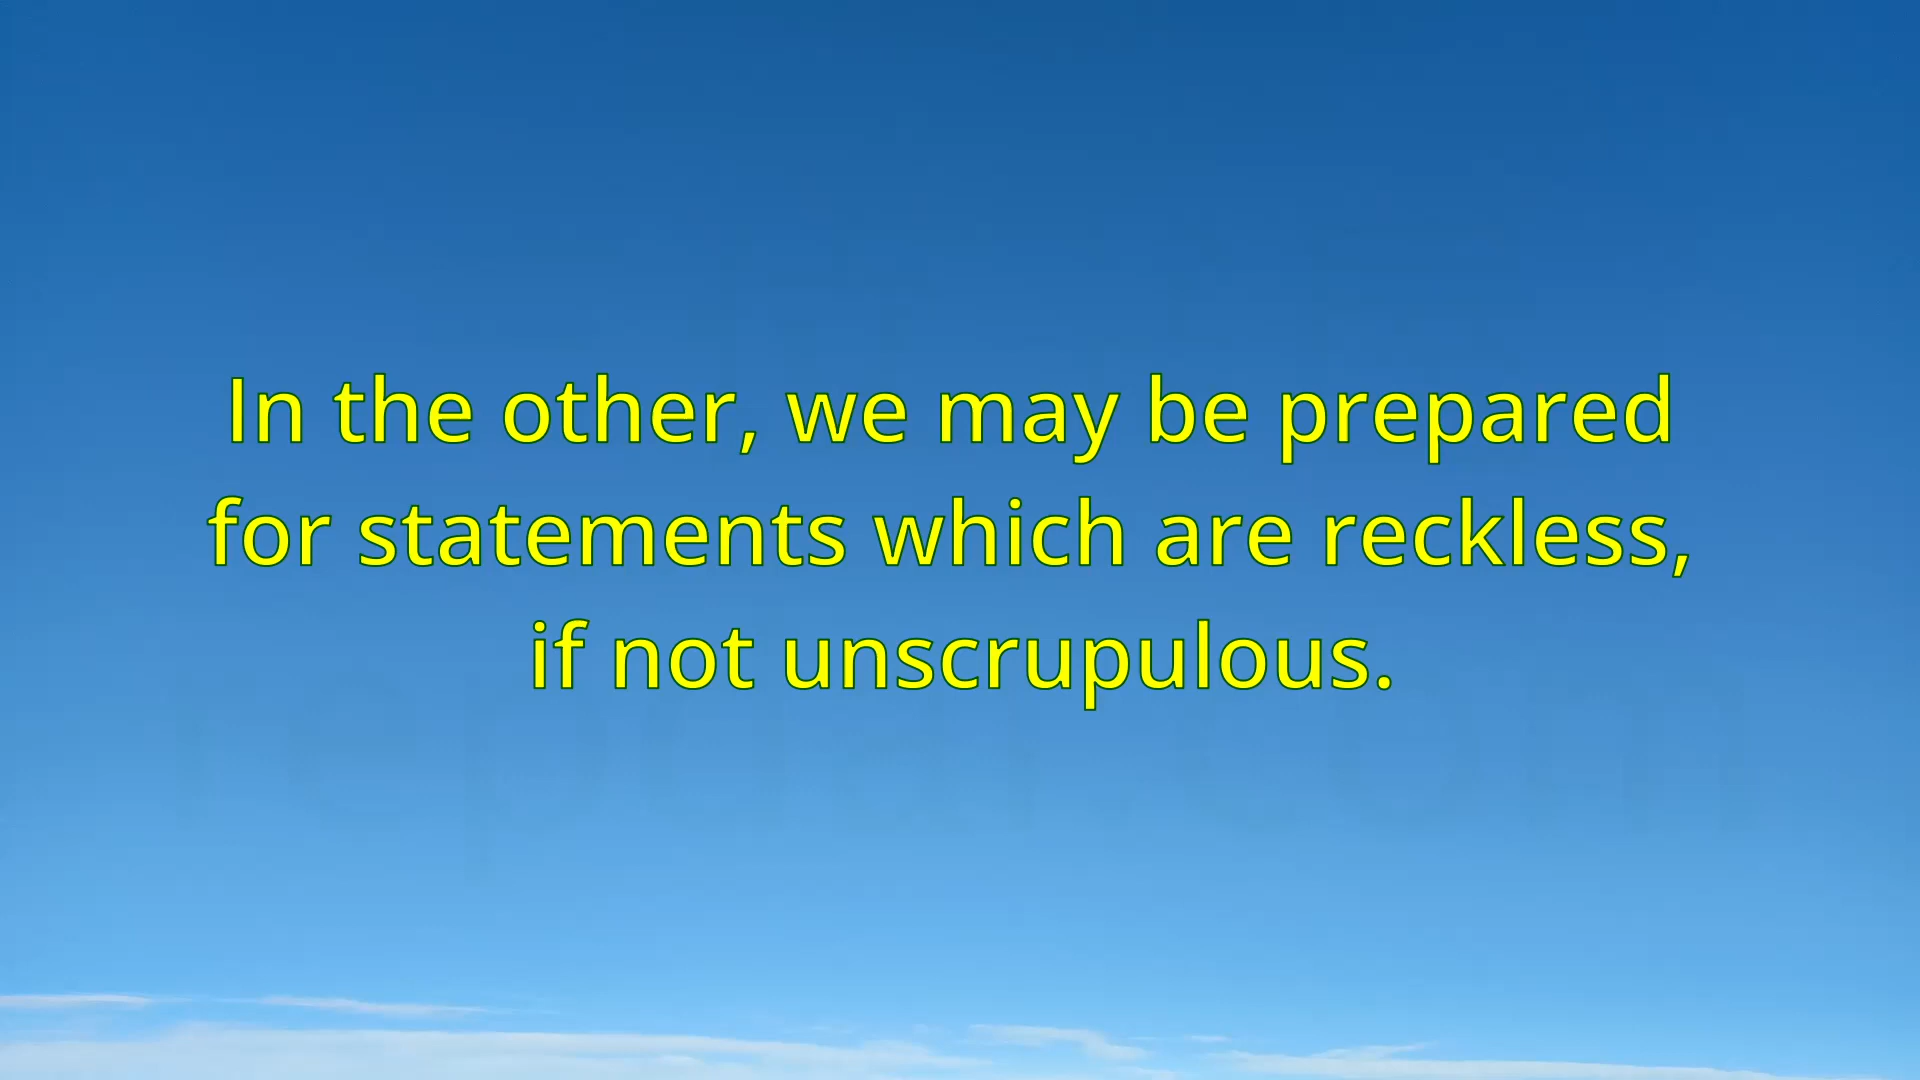 In the other, we may be prepared
for statements which are reckless,
if not unscrupulous.